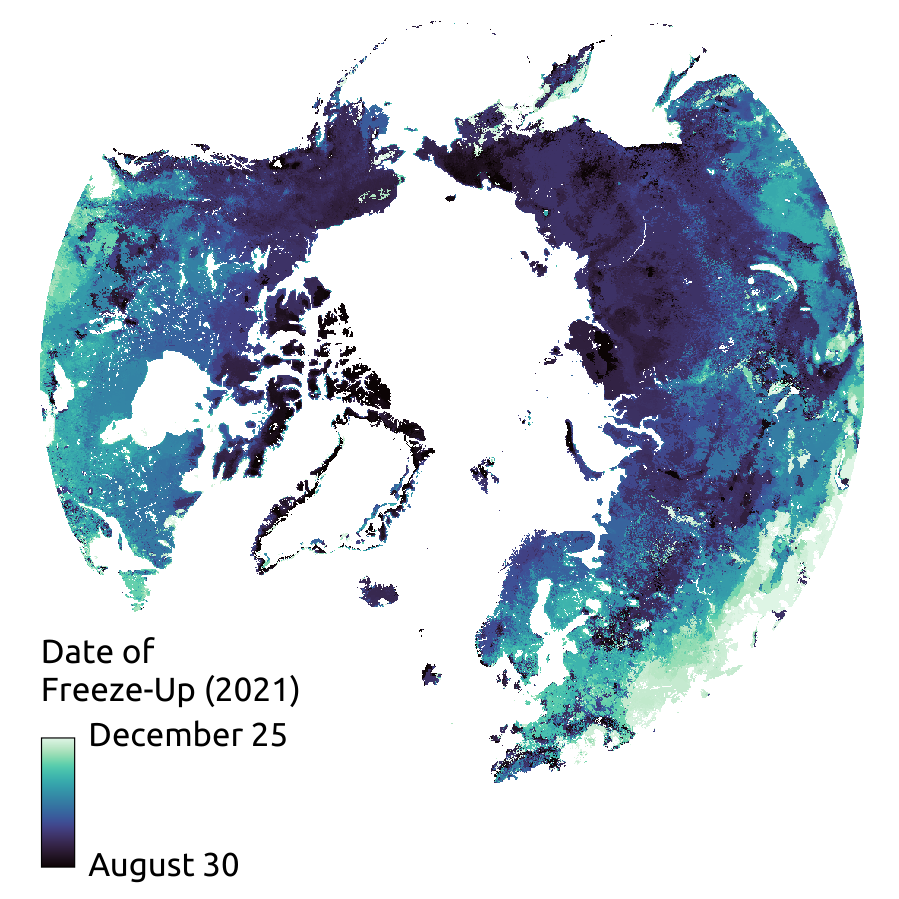 Date of
Freeze-Up (2021)
December 25
August 30